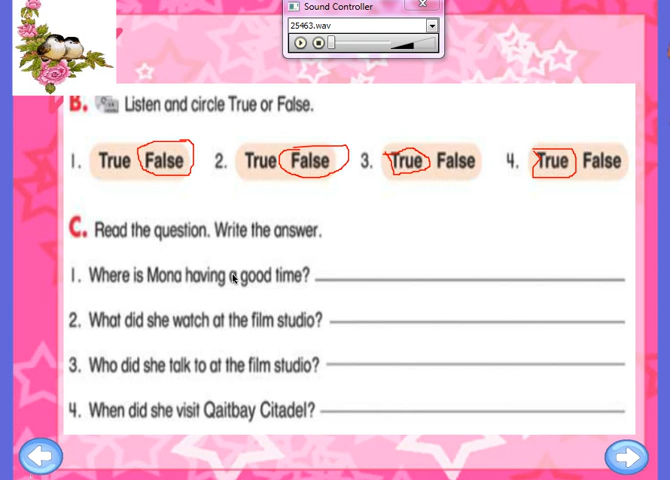 Sound Controller
25463.wav
B. Listen and circle True or False.
1. True False 2. True False 3. True False 4. True False
C. Read the question. Write the answer.
1. Where is Mona having a good time?
2. What did she watch at the film studio?
3. Who did she talk to at the film studio?
4. When did she visit Qaitbay Citadel?